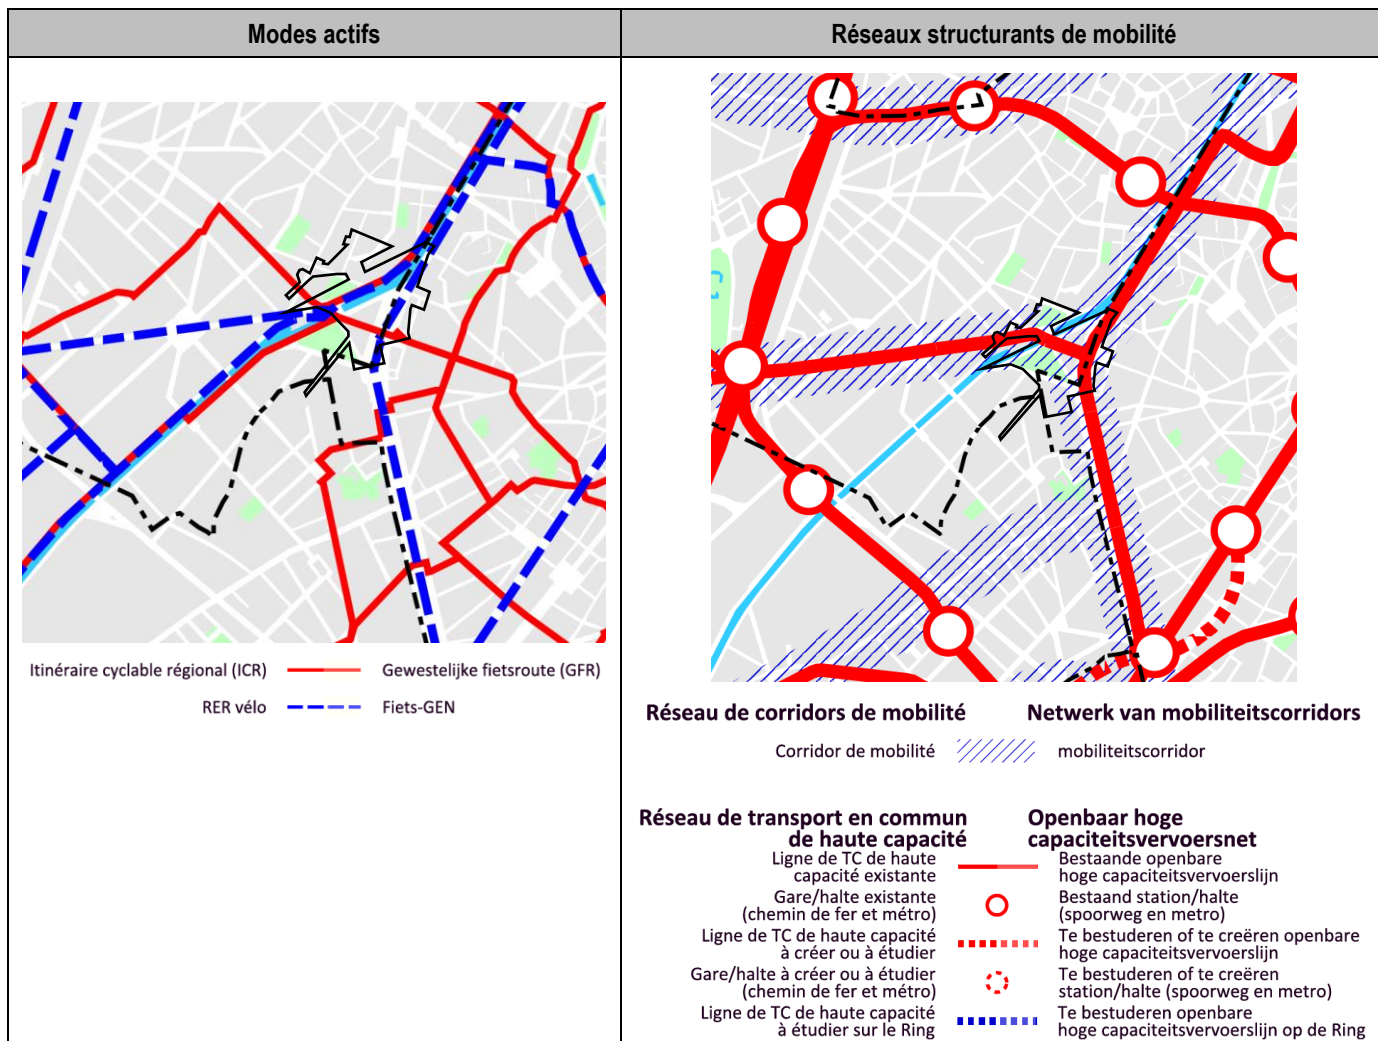 Modes actifs
Réseaux structurants de mobilité
Itinéraire cyclable régional (ICR)
Gewestelijke fietsroute (GFR)
RER vélo
Fiets-GEN
Réseau de corridors de mobilité
Netwerk van mobiliteitscorridors
Corridor de mobilité
mobiliteitscorridor
Réseau de transport en commun
de haute capacité
Openbaar hoge
capaciteitsvervoersnet
Ligne de TC de haute
capacité existante
Bestaande openbare
hoge capaciteitsvervoerslijn
Gare/halte existante
(chemin de fer et métro)
Bestaand station/halte
(spoorweg en metro)
Ligne de TC de haute capacité
à créer ou à étudier
Te bestuderen of te creëren openbare
hoge capaciteitsvervoerslijn
Gare/halte à créer ou à étudier
(chemin de fer et métro)
Te bestuderen of te creëren
station/halte (spoorweg en metro)
Ligne de TC de haute capacité
à étudier sur le Ring
Te bestuderen openbare
hoge capaciteitsvervoerslijn op de Ring